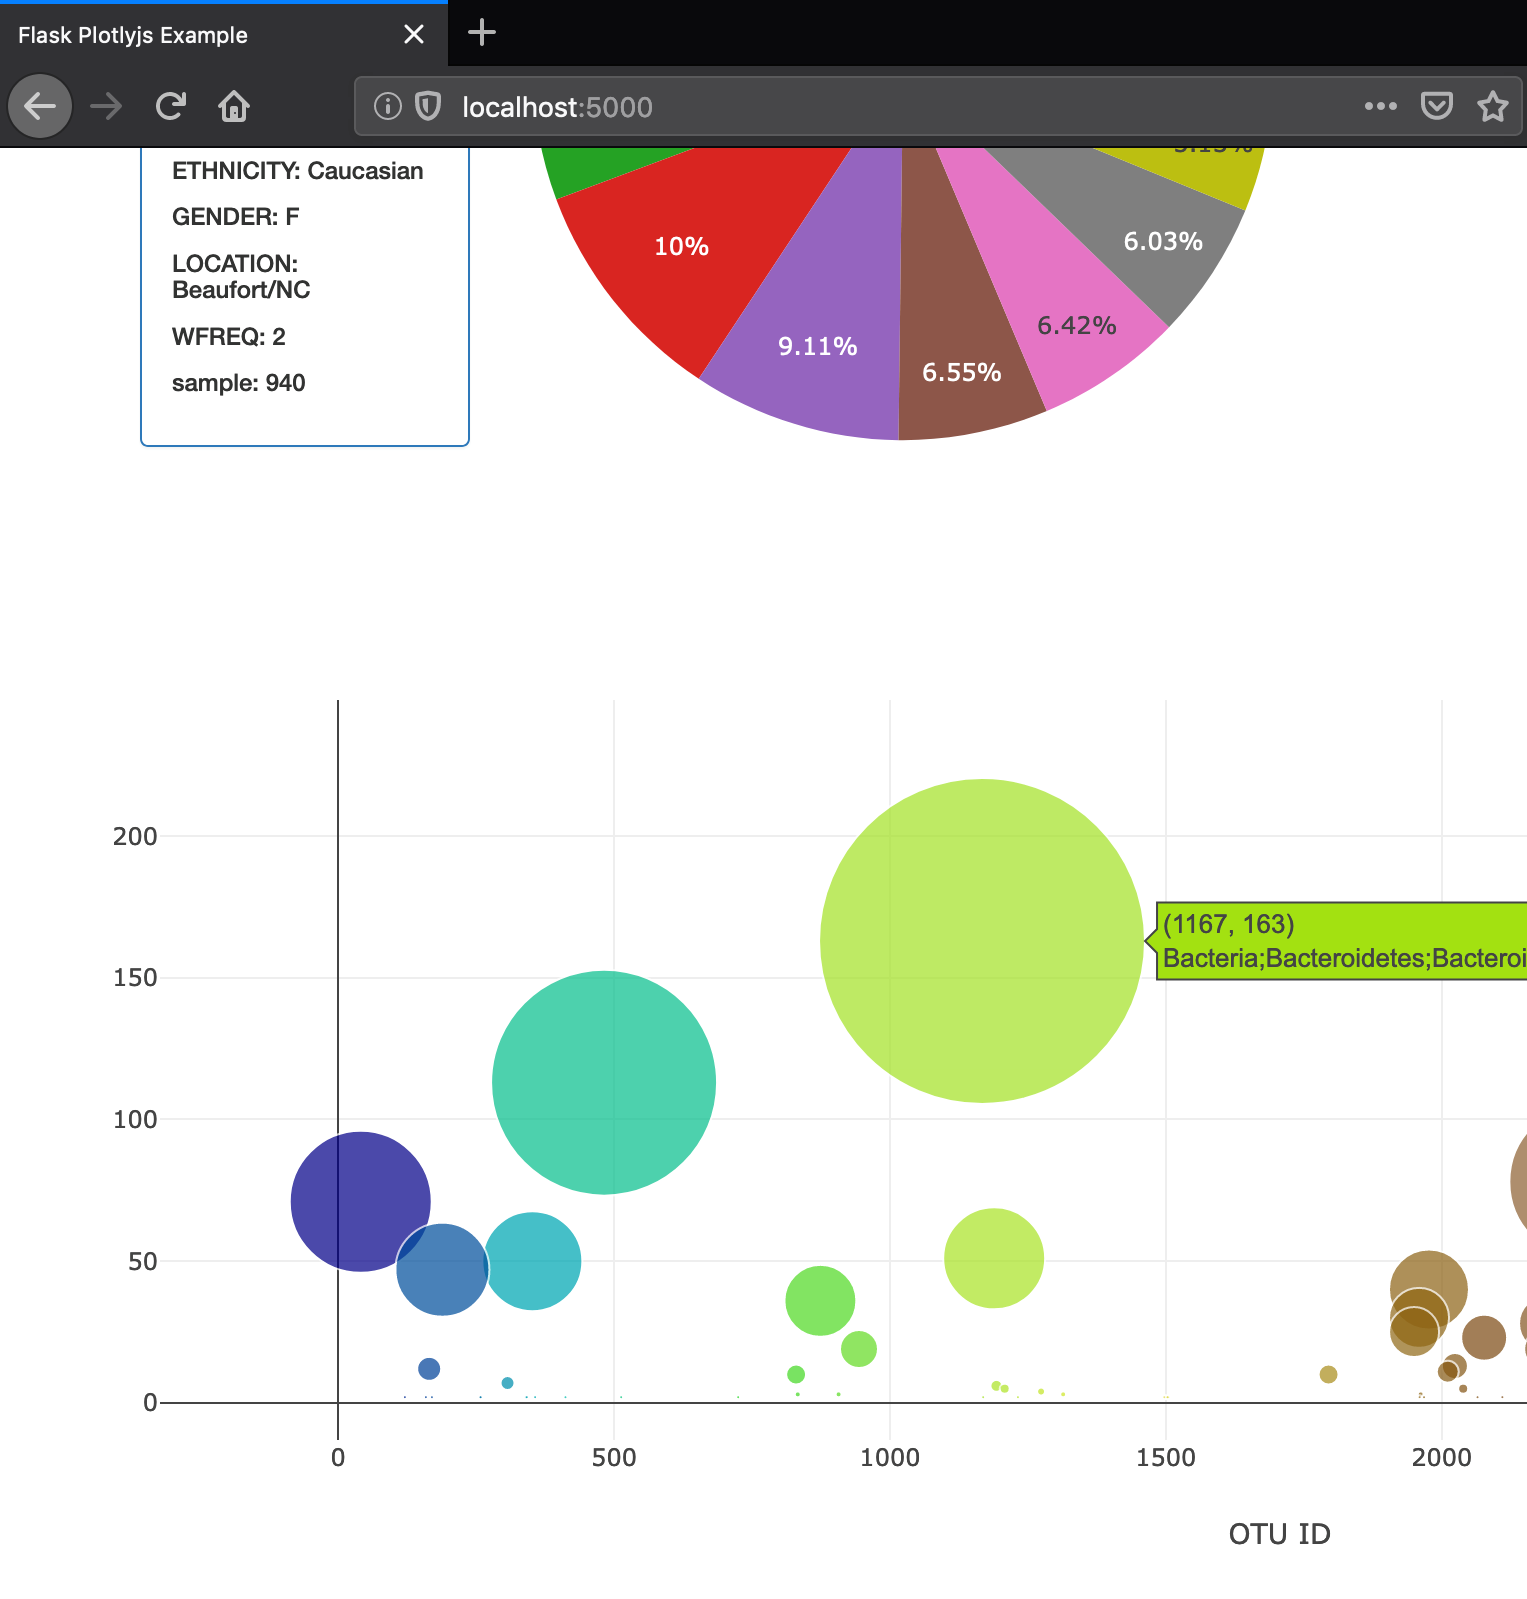 Flask Plotlyjs Example
localhost:5000
ETHNICITY: Caucasian
GENDER: F
LOCATION:
Beaufort/NC
WFREQ: 2
sample: 940
10%
9.11%
6.55%
6.42%
6.03%
200
150
100
50
0
(1167, 163)
Bacteria;Bacteroidetes;Bacteroi
0
500
1000
1500
2000
OTU ID